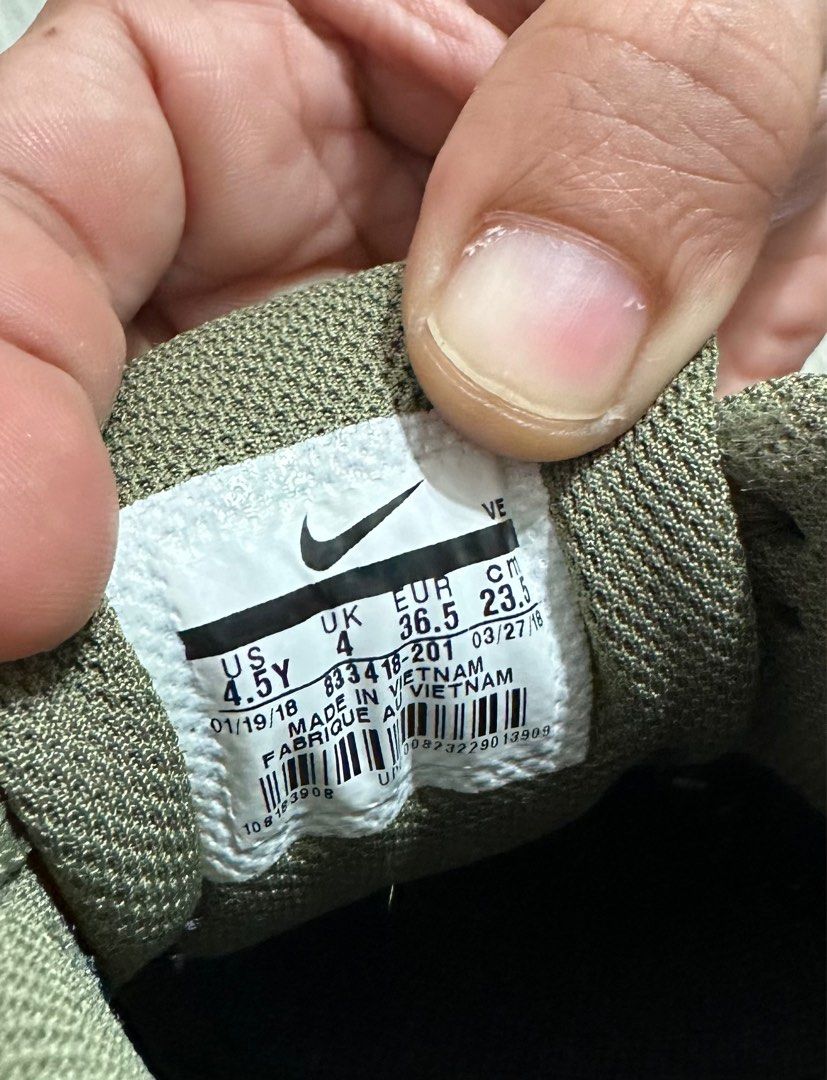 VE
US UK EUR cm
4.5Y 4 36.5 23.5
833418-201
01/19/18 03/27/18
MADE IN VIETNAM
FABRIQUE AU VIETNAM
00823229013909